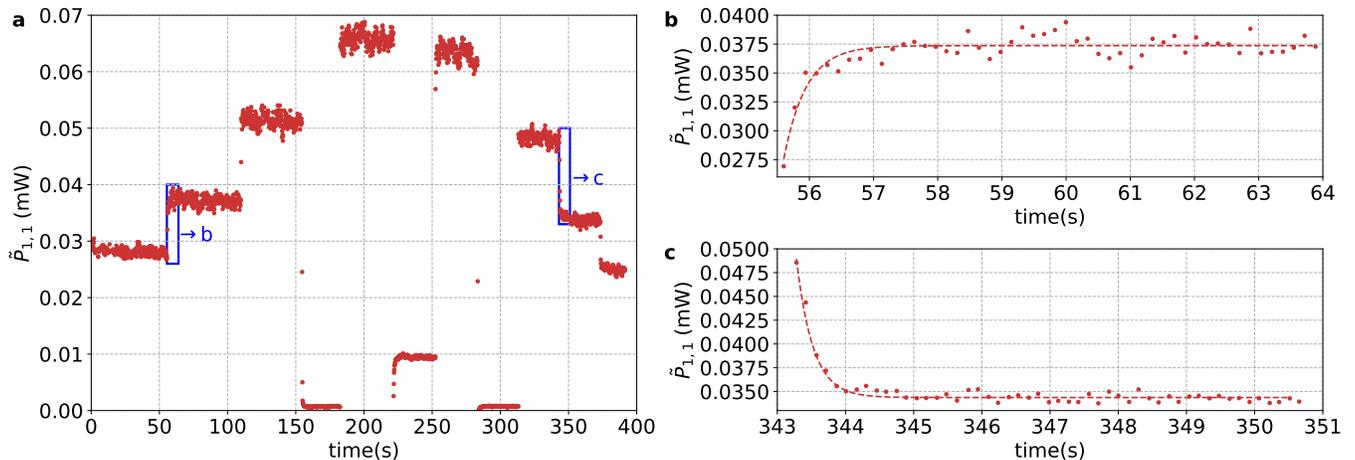 a
0.07
0.06
0.05
0.04
0.03
0.02
0.01
0.00
P̃1,1 (mW)
→b
→c
0 50 100 150 200 250 300 350 400
time(s)
b
0.0400
0.0375
0.0350
0.0325
0.0300
0.0275
P̃1,1 (mW)
56 57 58 59 60 61 62 63 64
time(s)
c
0.0500
0.0475
0.0450
0.0425
0.0400
0.0375
0.0350
P̃1,1 (mW)
343 344 345 346 347 348 349 350 351
time(s)